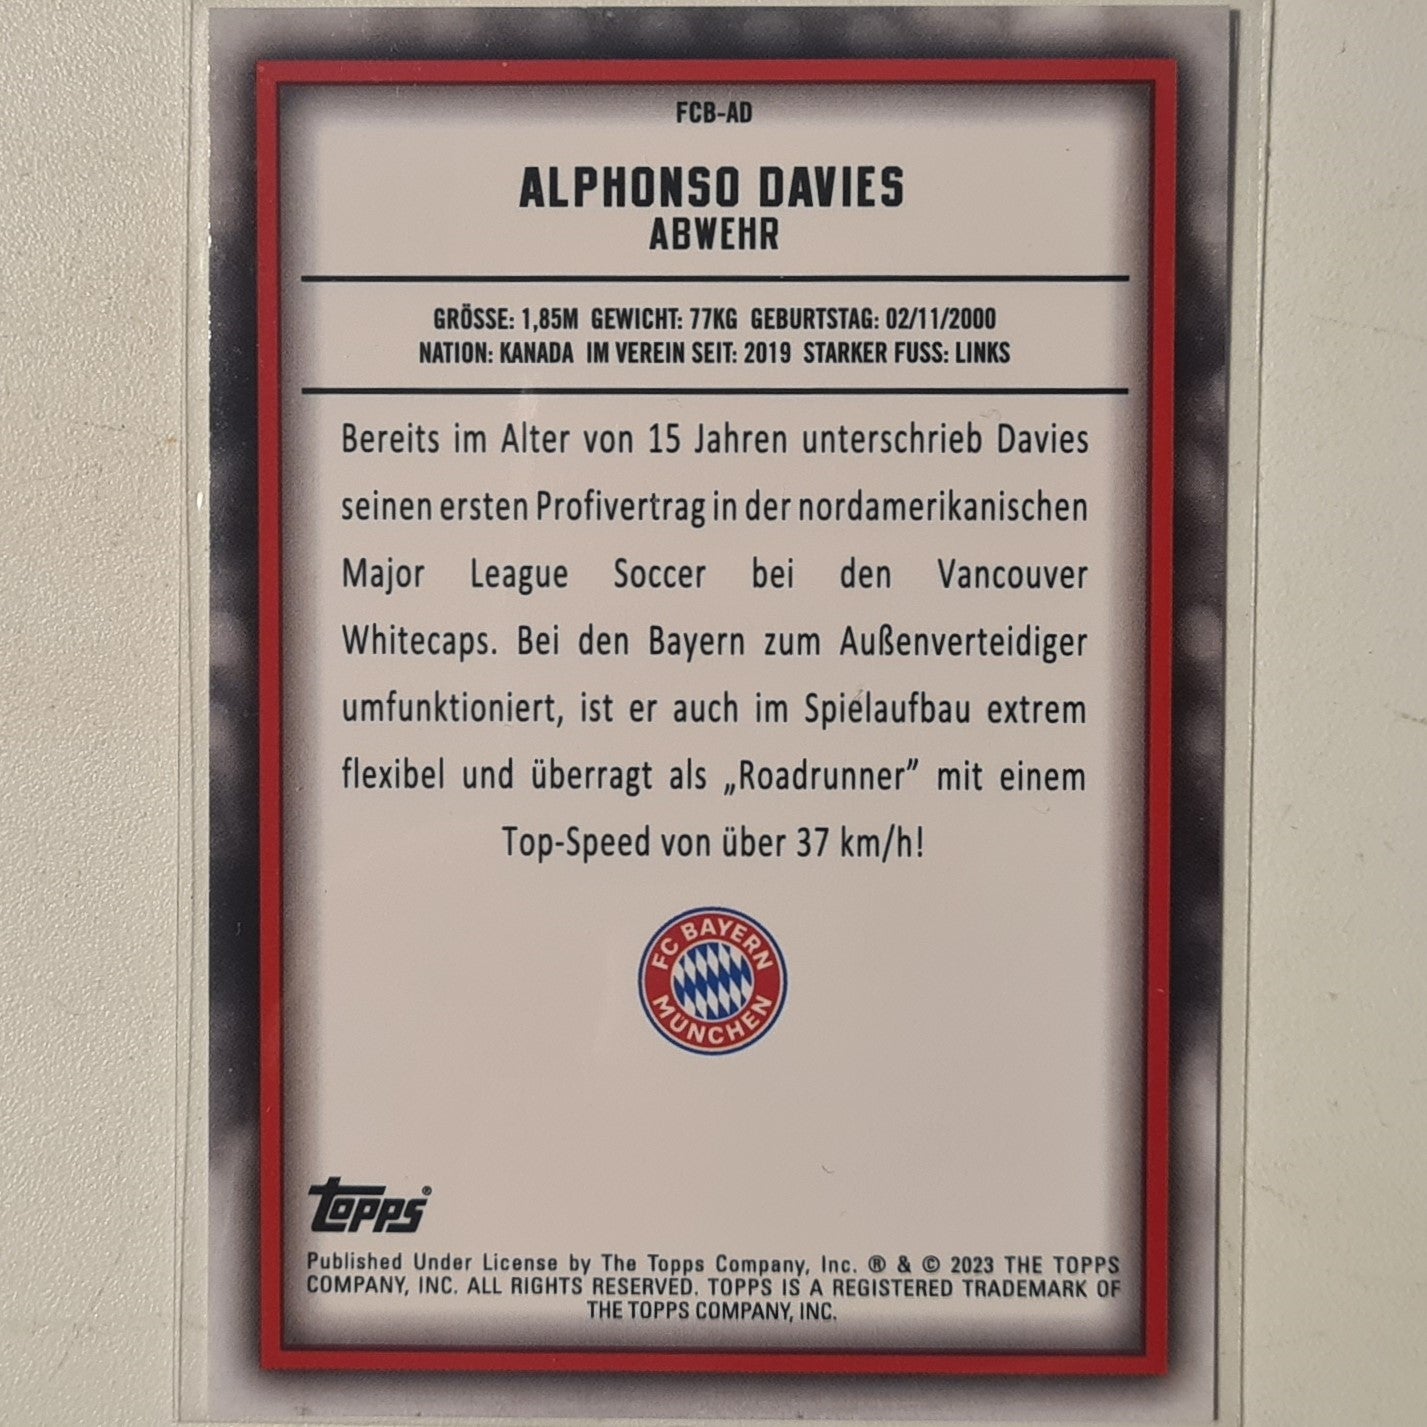 FCB-AD
ALPHONSO DAVIES
ABWEHR
GRÖSSE: 1,85M GEWICHT: 77KG GEBURTSTAG: 02/11/2000
NATION: KANADA IM VEREIN SEIT: 2019 STARKER FUSS: LINKS
Bereits im Alter von 15 Jahren unterschrieb Davies
seinen ersten Profivertrag in der nordamerikanischen
Major League Soccer bei den Vancouver
Whitecaps. Bei den Bayern zum Außenverteidiger
umfunktioniert, ist er auch im Spielaufbau extrem
flexibel und überragt als „Roadrunner” mit einem
Top-Speed von über 37 km/h!
FC BAYERN
MÜNCHEN
topps®
Published Under License by The Topps Company, Inc. ® & © 2023 THE TOPPS
COMPANY, INC. ALL RIGHTS RESERVED. TOPPS IS A REGISTERED TRADEMARK OF
THE TOPPS COMPANY, INC.